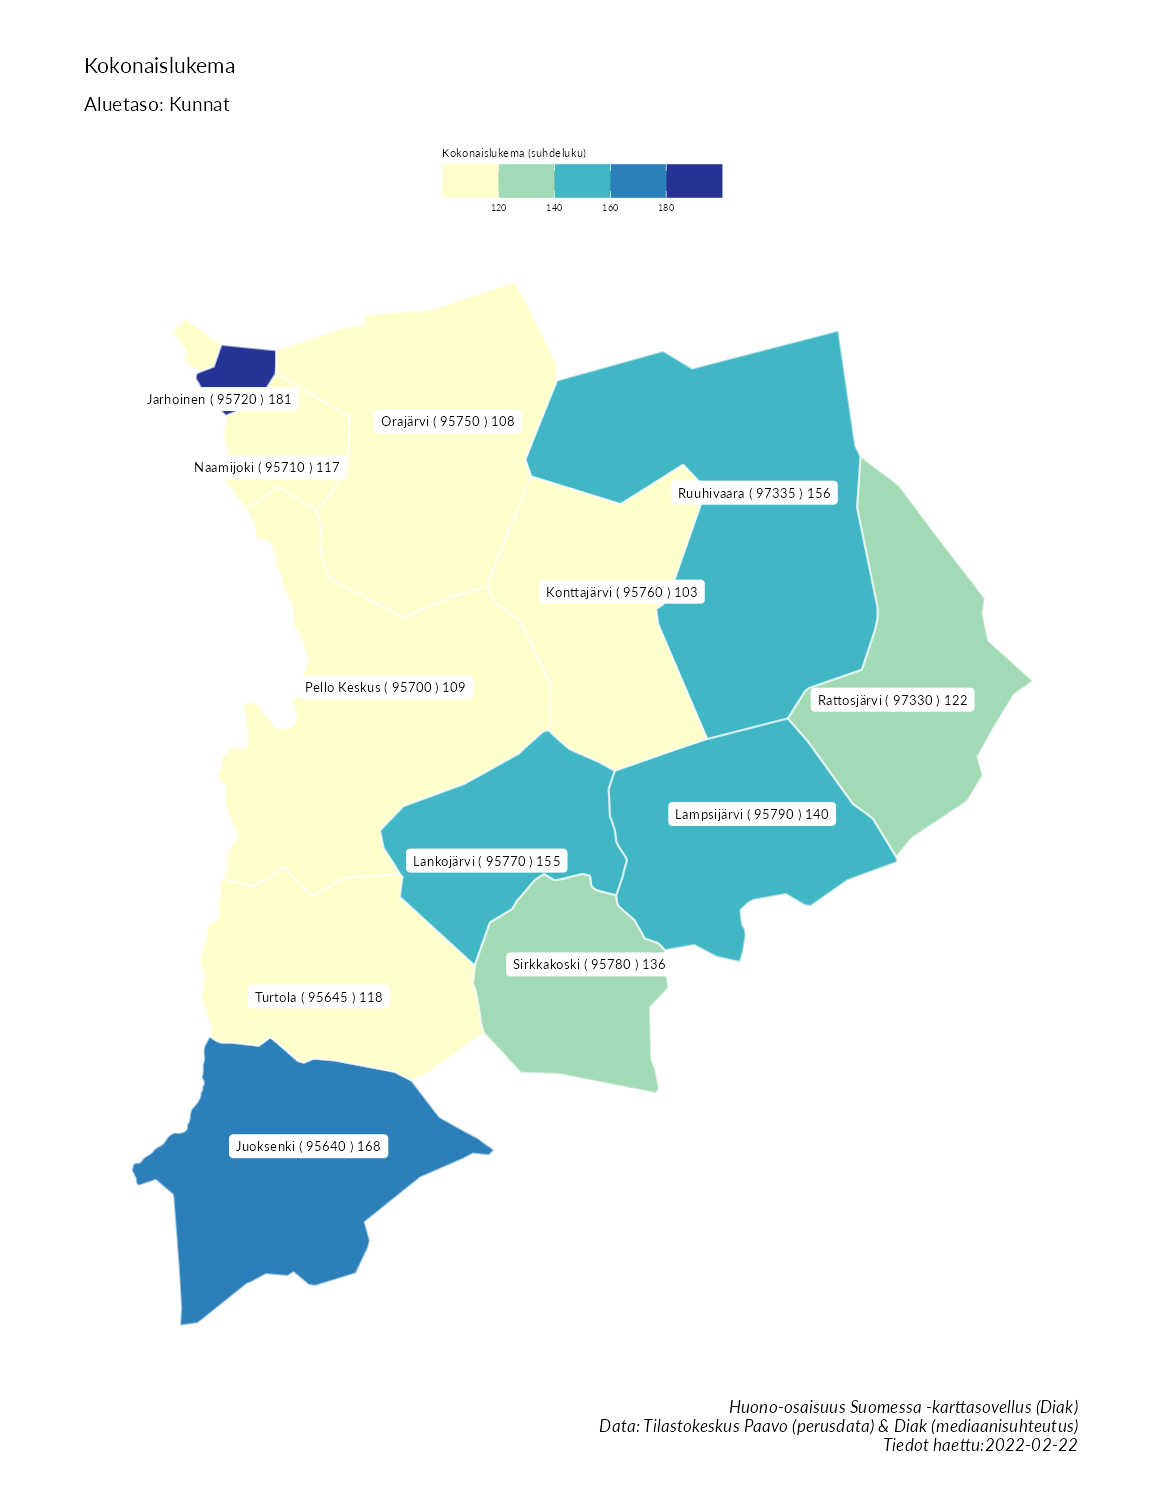 Kokonaislukema
Aluetaso: Kunnat
Kokonaislukema (suhdeluku)
120 140 160 180
Jarhoinen ( 95720 ) 181
Orajärvi ( 95750 ) 108
Naamijoki ( 95710 ) 117
Ruuhivaara ( 97335 ) 156
Konttajärvi ( 95760 ) 103
Pello Keskus ( 95700 ) 109
Rattosjärvi ( 97330 ) 122
Lampsijärvi ( 95790 ) 140
Lankojärvi ( 95770 ) 155
Sirkkakoski ( 95780 ) 136
Turtola ( 95645 ) 118
Juoksenki ( 95640 ) 168
Huono-osaisuus Suomessa -karttasovellus (Diak)
Data: Tilastokeskus Paavo (perusdata) & Diak (mediaanisuhteutus)
Tiedot haettu:2022-02-22